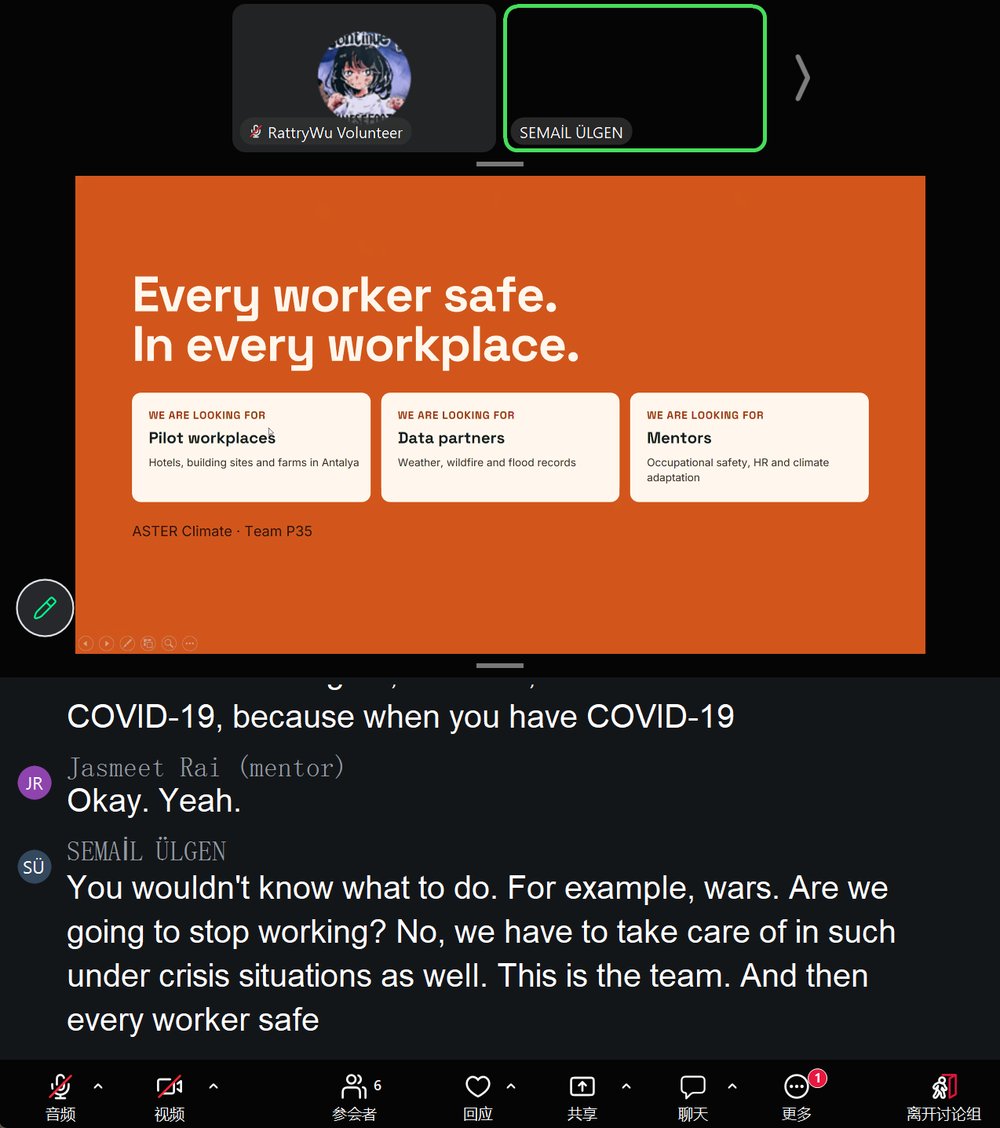 RattryWu Volunteer
SEMAİL ÜLGEN
Every worker safe.
In every workplace.
WE ARE LOOKING FOR
Pilot workplaces
Hotels, building sites and farms in Antalya
WE ARE LOOKING FOR
Data partners
Weather, wildfire and flood records
WE ARE LOOKING FOR
Mentors
Occupational safety, HR and climate
adaptation
ASTER Climate · Team P35
COVID-19, because when you have COVID-19
JR
Jasmeet Rai (mentor)
Okay. Yeah.
SÜ
SEMAİL ÜLGEN
You wouldn't know what to do. For example, wars. Are we
going to stop working? No, we have to take care of in such
under crisis situations as well. This is the team. And then
every worker safe
音频
视频
6
参会者
回应
共享
聊天
1
更多
离开讨论组